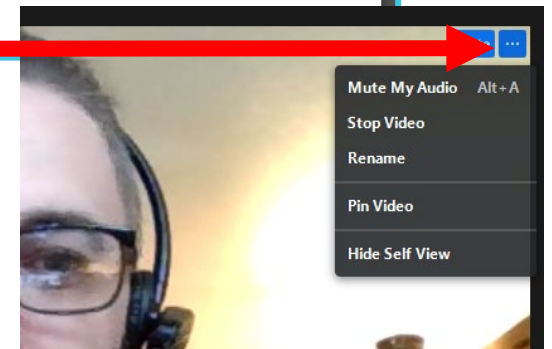 ...
Mute My Audio Alt+A
Stop Video
Rename
Pin Video
Hide Self View